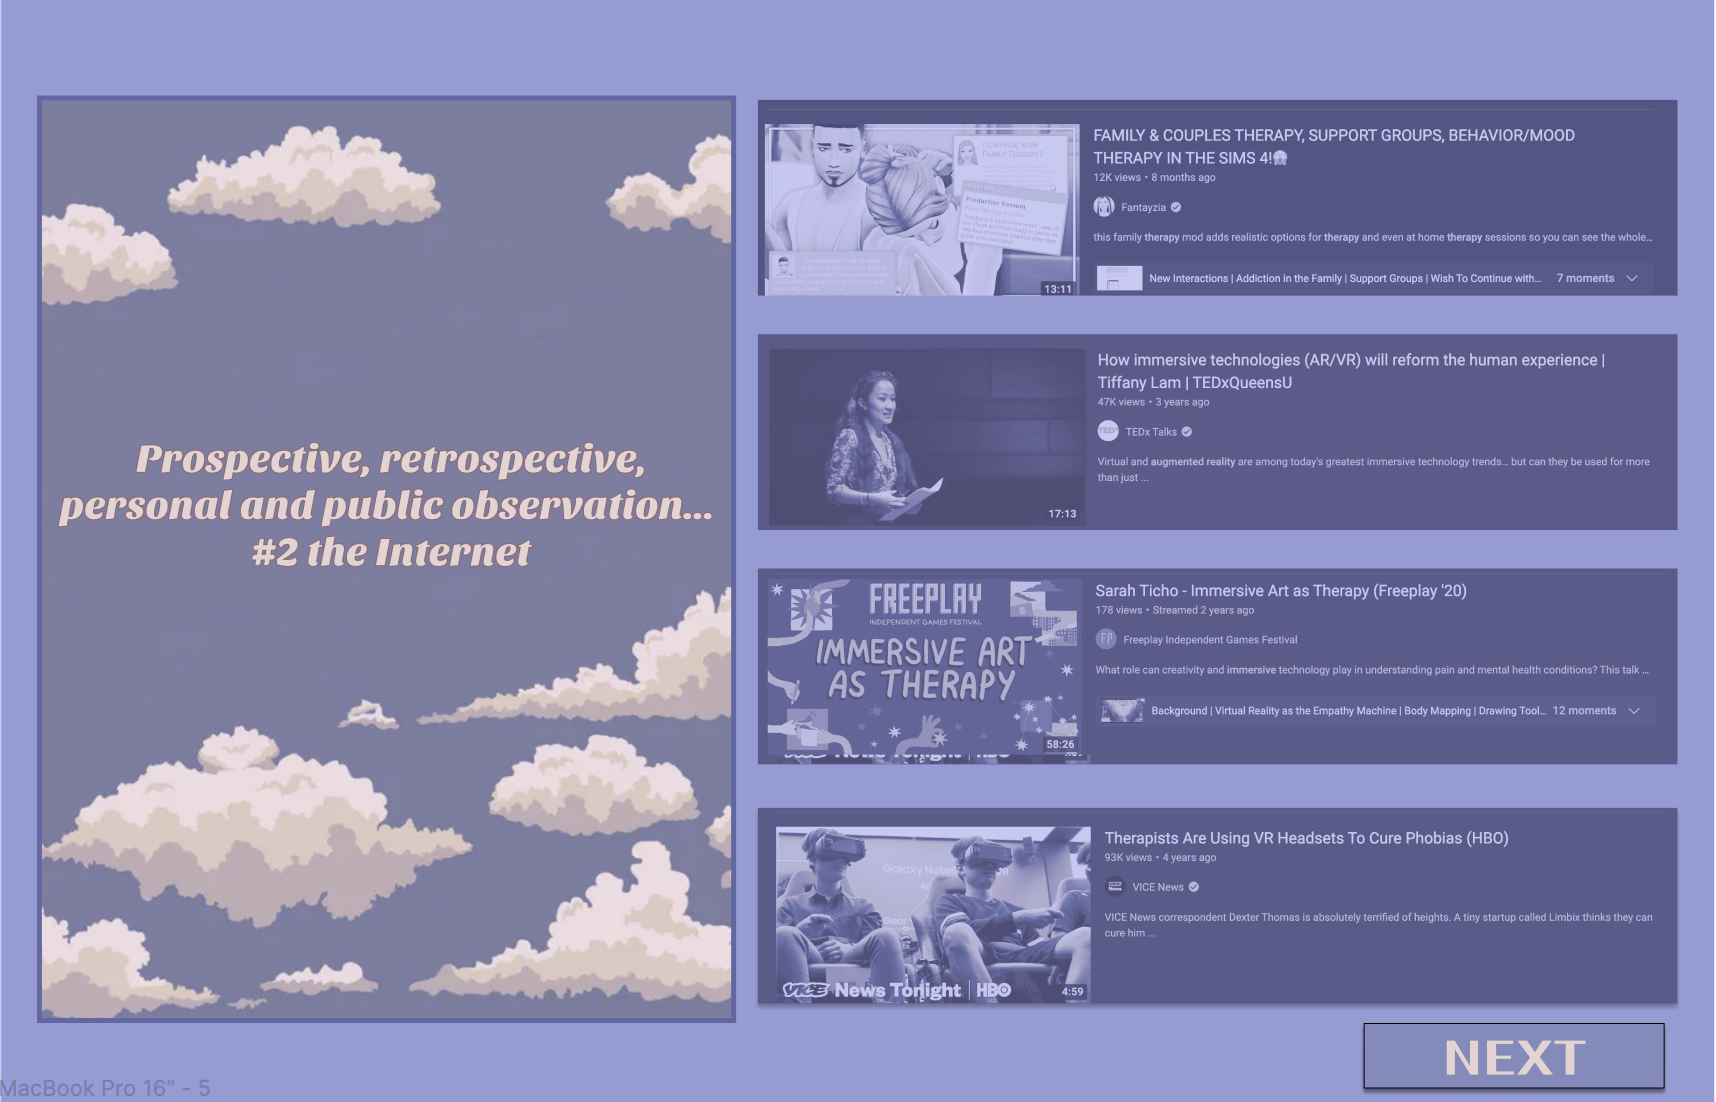 Prospective, retrospective,
personal and public observation...
#2 the Internet
CONTINUE WITH
FAMILY THERAPY?
Productive Session
13:11
FAMILY & COUPLES THERAPY, SUPPORT GROUPS, BEHAVIOR/MOOD
THERAPY IN THE SIMS 4!😱
12K views • 8 months ago
Fantayzia
this family therapy mod adds realistic options for therapy and even at home therapy sessions so you can see the whole...
New Interactions | Addiction in the Family | Support Groups | Wish To Continue with...
7 moments
17:13
How immersive technologies (AR/VR) will reform the human experience |
Tiffany Lam | TEDxQueensU
47K views • 3 years ago
TEDx Talks
Virtual and augmented reality are among today's greatest immersive technology trends... but can they be used for more
than just ...
FREEPLAY
INDEPENDENT GAMES FESTIVAL
IMMERSIVE ART
AS THERAPY
58:26
Sarah Ticho - Immersive Art as Therapy (Freeplay '20)
178 views • Streamed 2 years ago
FP
Freeplay Independent Games Festival
What role can creativity and immersive technology play in understanding pain and mental health conditions? This talk ...
Background | Virtual Reality as the Empathy Machine | Body Mapping | Drawing Tool...
12 moments
Galaxy Note
Gear
VICE News Tonight | HBO
4:59
Therapists Are Using VR Headsets To Cure Phobias (HBO)
93K views • 4 years ago
VICE News
VICE News correspondent Dexter Thomas is absolutely terrified of heights. A tiny startup called Limbix thinks they can
cure him ...
NEXT
MacBook Pro 16" - 5